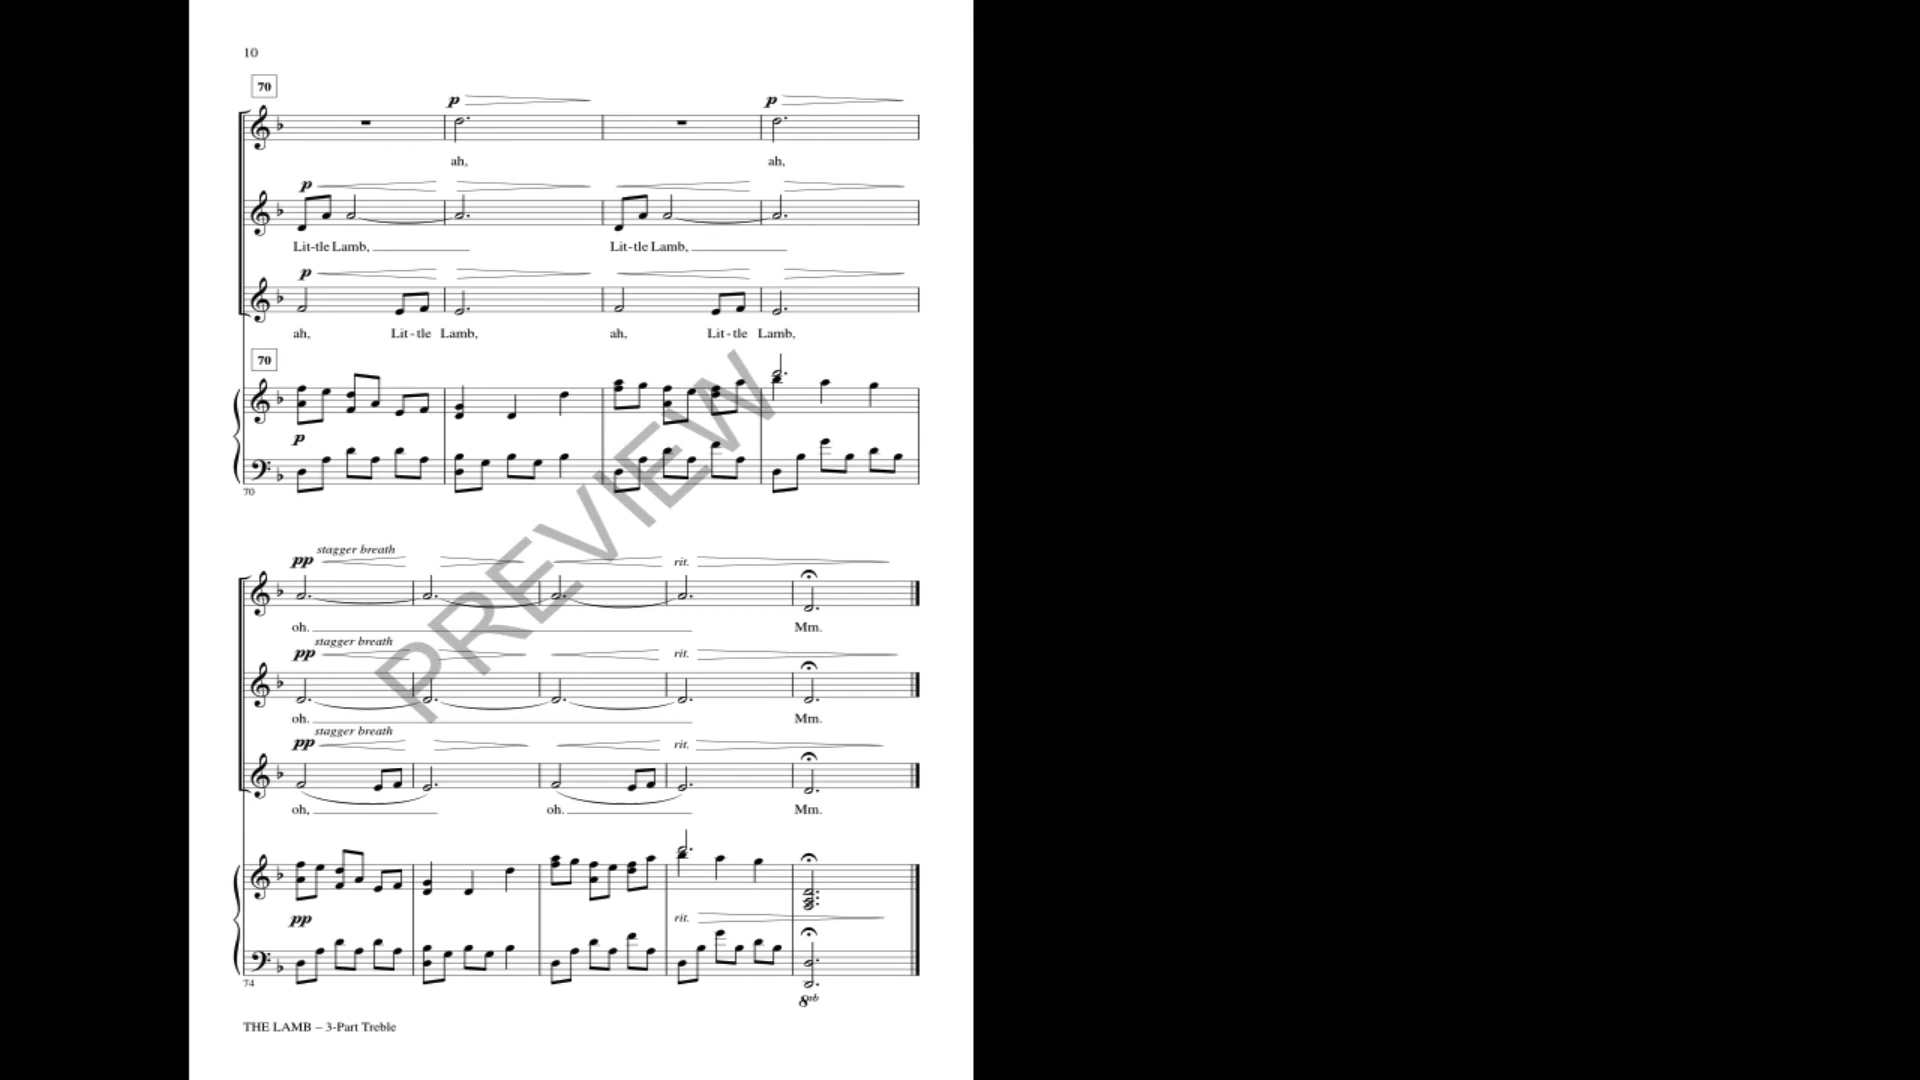 10
70
p p
ah, ah,
p
Lit-tle Lamb, Lit-tle Lamb,
p
ah, Lit-tle Lamb, ah, Lit-tle Lamb,
70
p
70
PREVIEW
pp stagger breath rit.
oh. Mm.
stagger breath
pp rit.
oh. Mm.
stagger breath
pp rit.
oh, oh. Mm.
pp rit.
74
8vb
THE LAMB – 3-Part Treble